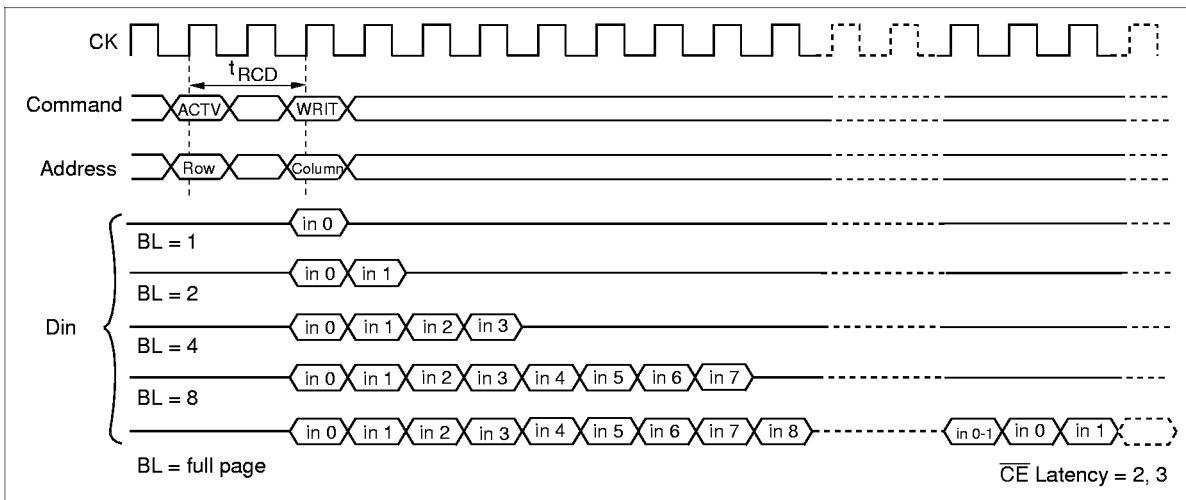 CK
t RCD
Command ACTV WRIT
Address Row Column
Din
in 0
BL = 1
in 0 in 1
BL = 2
in 0 in 1 in 2 in 3
BL = 4
in 0 in 1 in 2 in 3 in 4 in 5 in 6 in 7
BL = 8
in 0 in 1 in 2 in 3 in 4 in 5 in 6 in 7 in 8 in 0-1 in 0 in 1
BL = full page
CE Latency = 2, 3